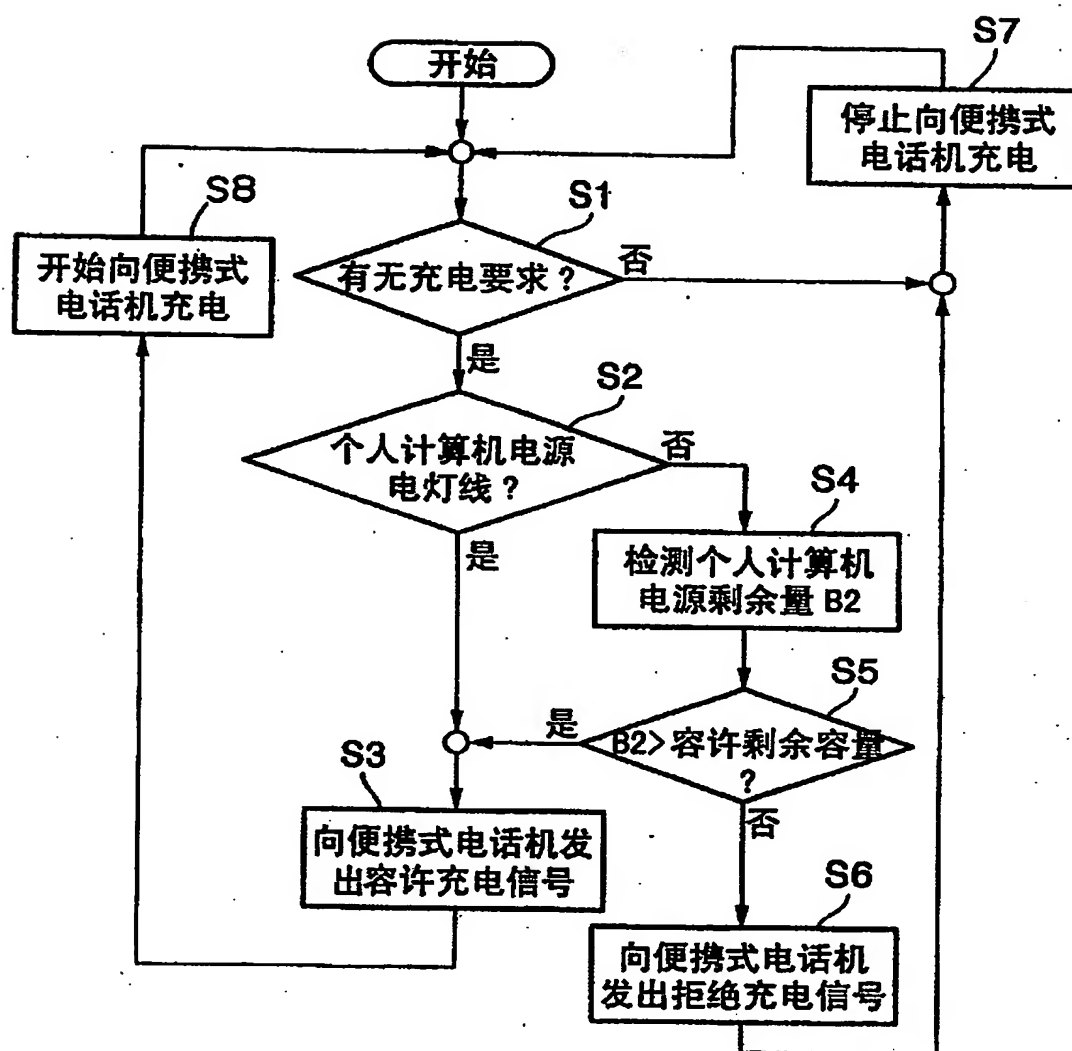 开始
S7
停止向便携式
电话机充电
S8
开始向便携式
电话机充电
S1
有无充电要求？
否
是
S2
个人计算机电源
电灯线？
否
是
S4
检测个人计算机
电源剩余量 B2
S5
B2>容许剩余容量
？
是
否
S3
向便携式电话机发
出容许充电信号
S6
向便携式电话机
发出拒绝充电信号